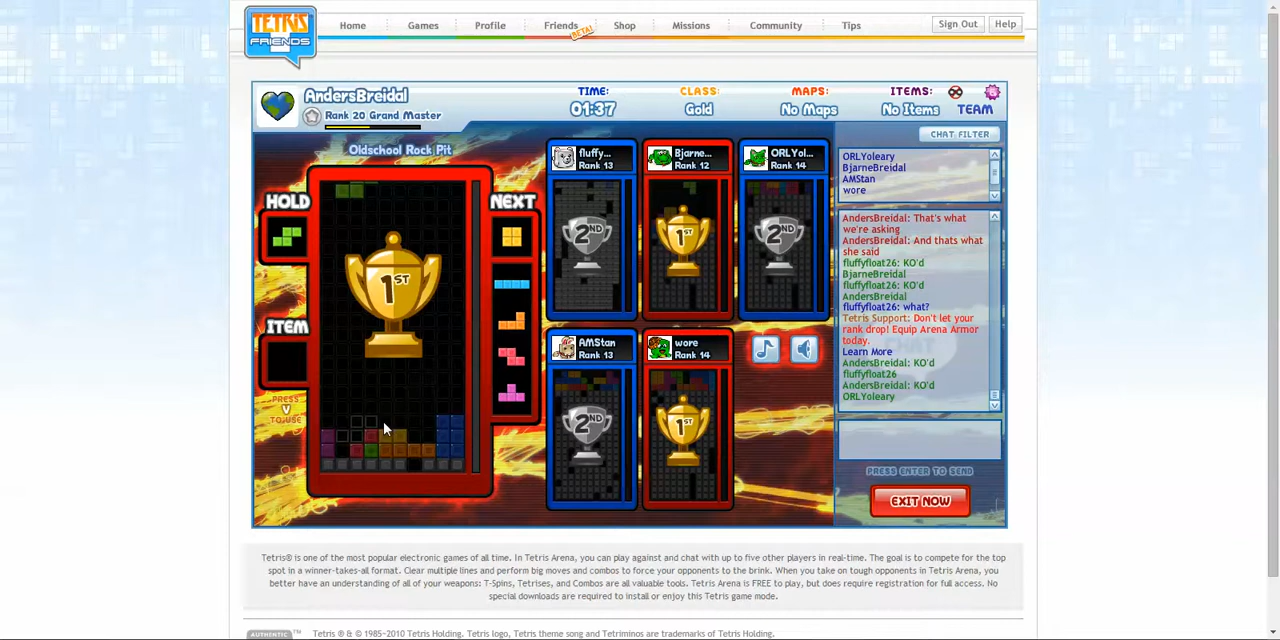 TETRIS
FRIENDS
Home
Games
Profile
Friends
BETA!
Shop
Missions
Community
Tips
Sign Out
Help
AndersBreidal
Rank 20 Grand Master
TIME:
01:37
CLASS:
Gold
MAPS:
No Maps
ITEMS:
No Items
TEAM
Oldschool Rock Pit
HOLD
NEXT
ITEM
PRESS
V
TO USE
1ST
fluffy...
Rank 13
2ND
Bjarne...
Rank 12
1ST
ORLYol...
Rank 14
2ND
AMStan
Rank 13
2ND
wore
Rank 14
1ST
CHAT FILTER
ORLYoleary
BjarneBreidal
AMStan
wore
AndersBreidal: That's what
we're asking
AndersBreidal: And thats what
she said
fluffyfloat26: KO'd
BjarneBreidal
fluffyfloat26: KO'd
AndersBreidal
fluffyfloat26: what?
Tetris Support: Don't let your
rank drop! Equip Arena Armor
today.
Learn More
AndersBreidal: KO'd
fluffyfloat26
AndersBreidal: KO'd
ORLYoleary
PRESS ENTER TO SEND
EXIT NOW
Tetris® is one of the most popular electronic games of all time. In Tetris Arena, you can play against and chat with up to five other players in real-time. The goal is to compete for the top
spot in a winner-takes-all format. Clear multiple lines and perform big moves and combos to force your opponents to the brink. When you take on tough opponents in Tetris Arena, you
better have an understanding of all of your weapons: T-Spins, Tetrises, and Combos are all valuable tools. Tetris Arena is FREE to play, but does require registration for full access. No
special downloads are required to install or enjoy this Tetris game mode.
AUTHENTIC ™
Tetris ® & © 1985~2010 Tetris Holding. Tetris logo, Tetris theme song and Tetriminos are trademarks of Tetris Holding.